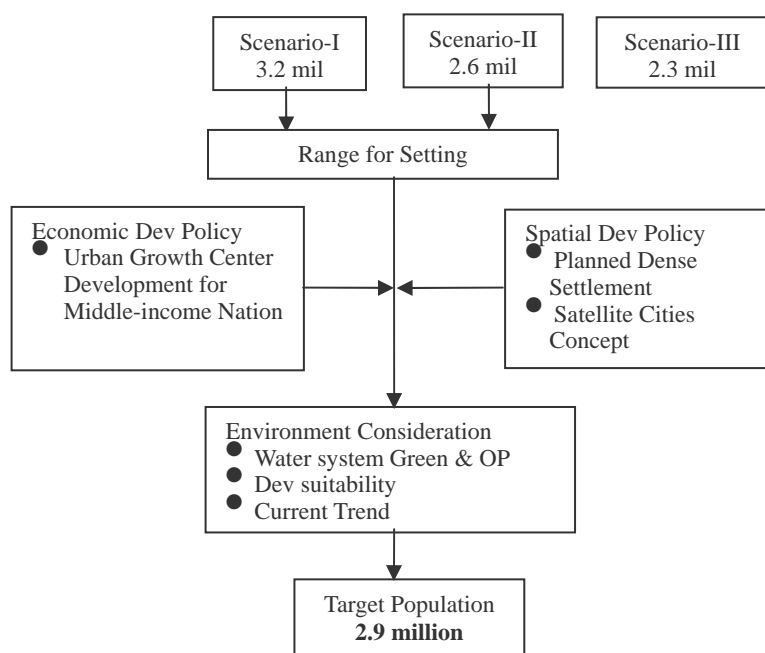 Scenario-I
3.2 mil
Scenario-II
2.6 mil
Scenario-III
2.3 mil
Range for Setting
Economic Dev Policy
● Urban Growth Center
Development for
Middle-income Nation
Spatial Dev Policy
● Planned Dense
Settlement
● Satellite Cities
Concept
Environment Consideration
● Water system Green & OP
● Dev suitability
● Current Trend
Target Population
2.9 million